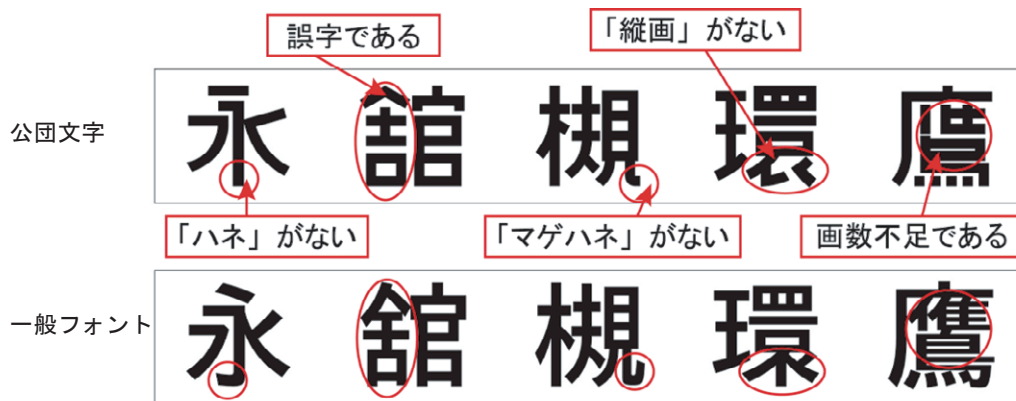 誤字である
「縦画」がない
公団文字
永 舘 槻 環 鷹
「ハネ」がない
「マゲハネ」がない
画数不足である
一般フォント
永 舘 槻 環 鷹